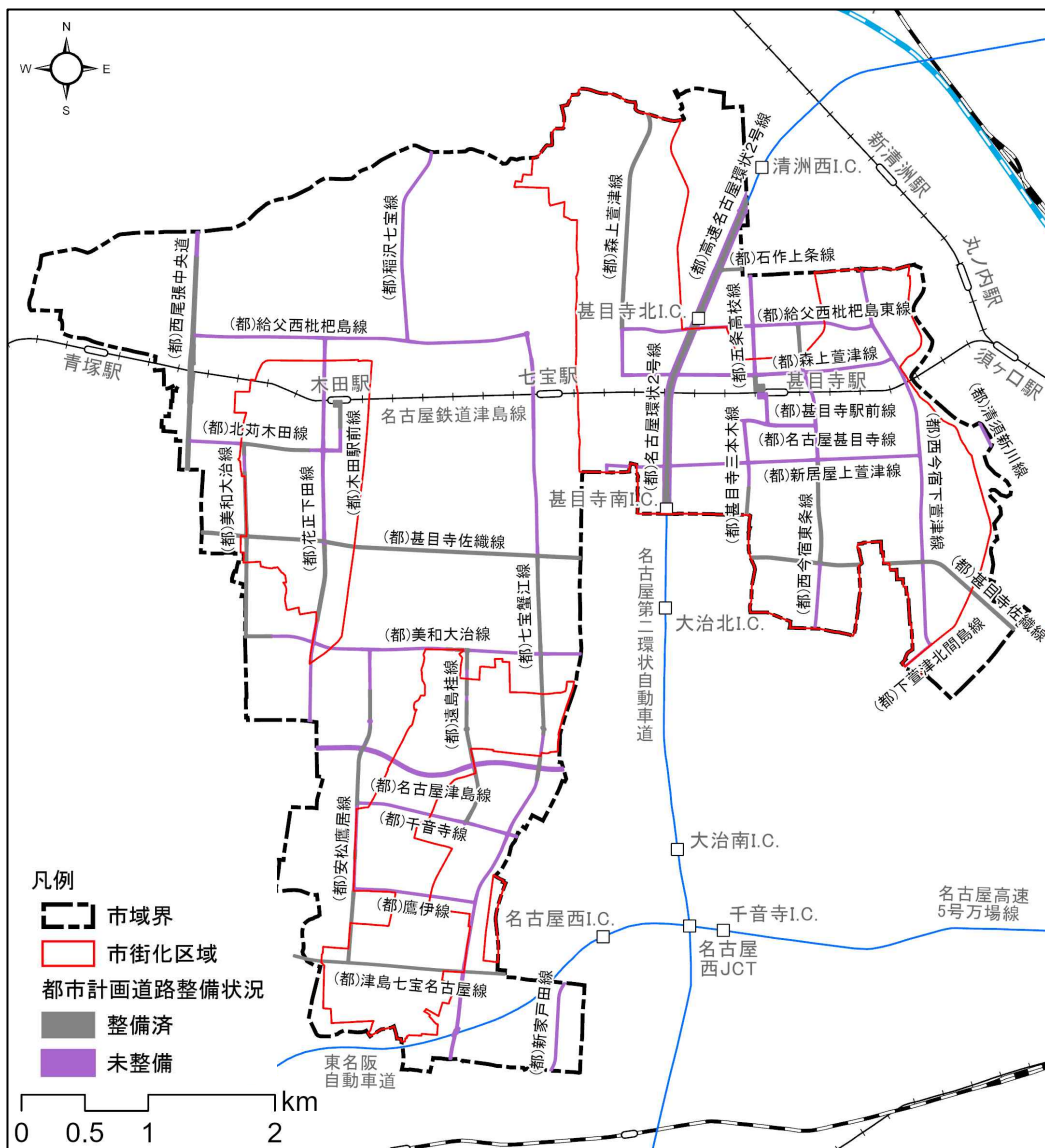 N
W
E
S
(都)高速名古屋環状2号線
清洲西I.C.
新清洲駅
丸ノ内駅
須ヶ口駅
(都)稲沢七宝線
(都)森上萱津線
(都)石作上条線
(都)西尾張中央道
甚目寺北I.C.
(都)五条高校線
(都)給父西枇杷島東線
(都)給父西枇杷島線
(都)森上萱津線
青塚駅
木田駅
七宝駅
甚目寺駅
名古屋鉄道津島線
(都)名古屋環状2号線
(都)甚目寺駅前線
(都)清須新川線
(都)北苅木田線
(都)木田駅前線
(都)名古屋甚目寺線
(都)甚目寺三本木線
(都)新居屋上萱津線
(都)西今宿下萱津線
(都)美和大治線
(都)花正下田線
甚目寺南I.C.
(都)甚目寺佐織線
(都)西今宿東条線
(都)甚目寺佐織線
(都)七宝蟹江線
名古屋第二環状自動車道
大治北I.C.
(都)美和大治線
(都)下萱津北間島線
(都)遠島桂線
(都)名古屋津島線
(都)千音寺線
(都)安松鷹居線
大治南I.C.
(都)鷹伊線
名古屋西I.C.
千音寺I.C.
名古屋高速
5号万場線
名古屋
西JCT
(都)津島七宝名古屋線
(都)新家戸田線
東名阪
自動車道
凡例
市域界
市街化区域
都市計画道路整備状況
整備済
未整備
km
0 0.5 1 2